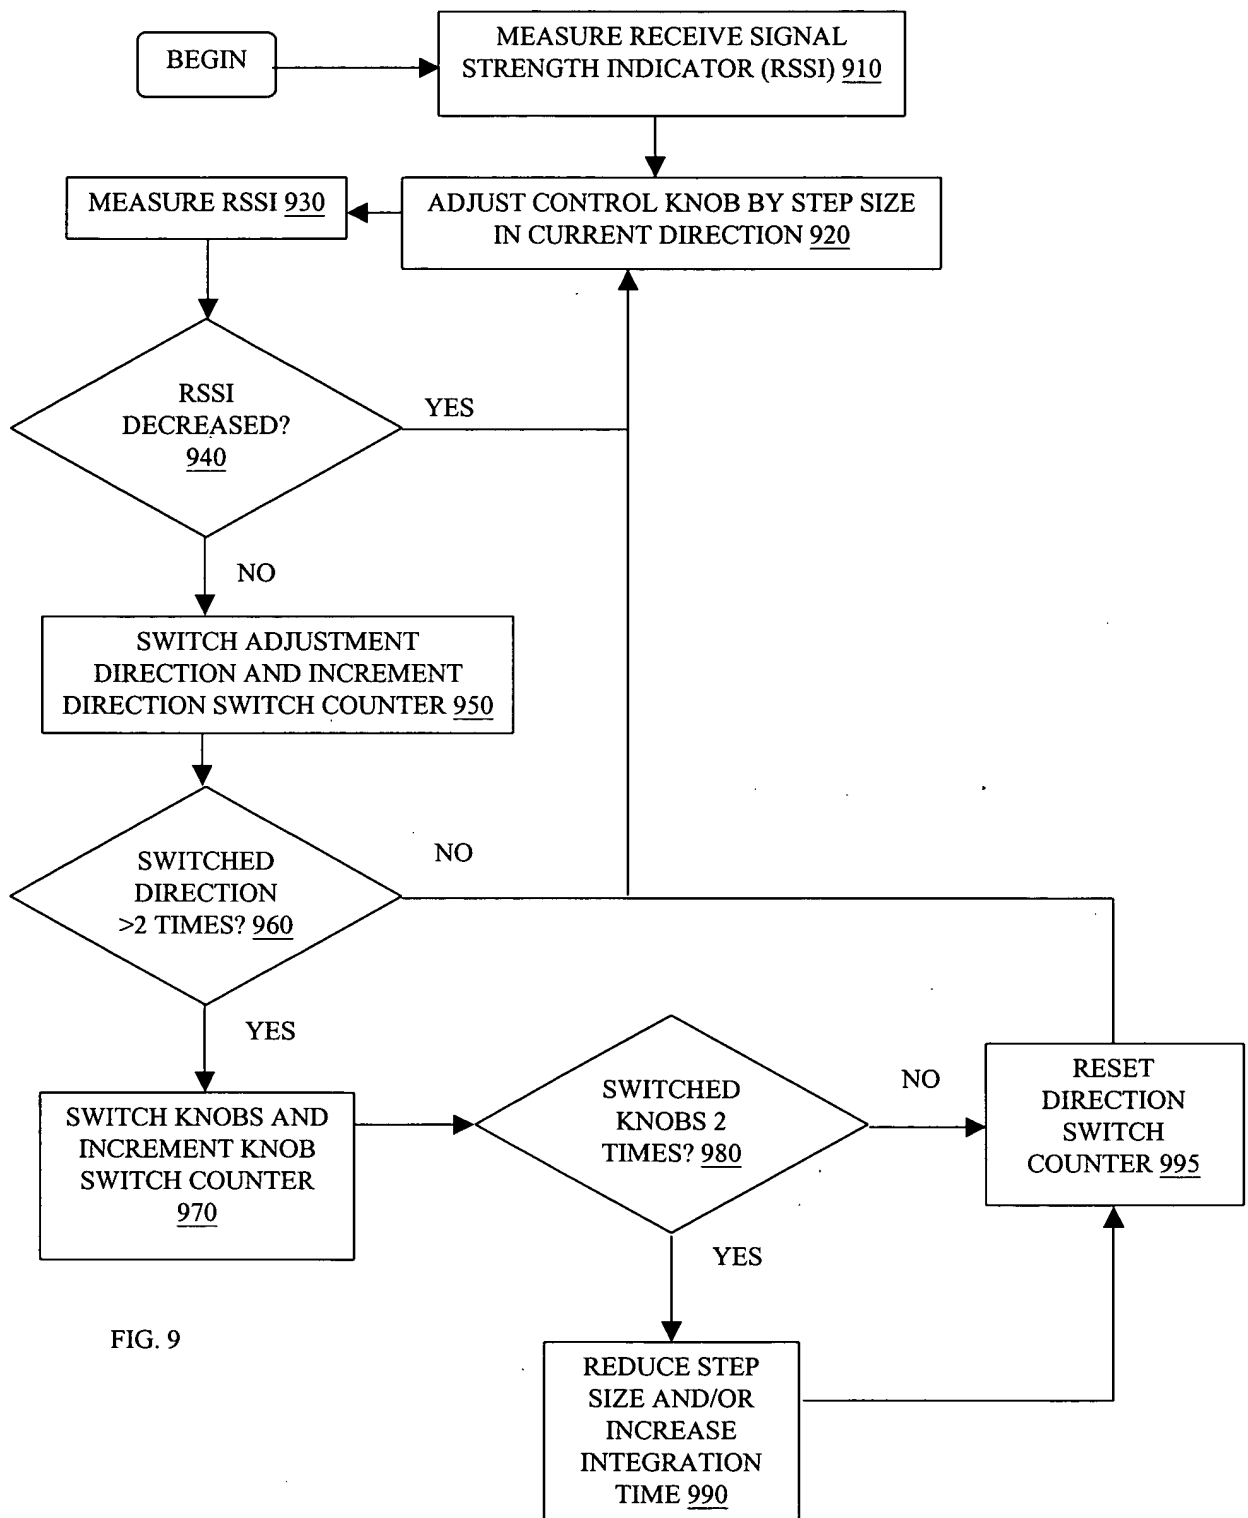 BEGIN
MEASURE RECEIVE SIGNAL
STRENGTH INDICATOR (RSSI) 910
MEASURE RSSI 930
ADJUST CONTROL KNOB BY STEP SIZE
IN CURRENT DIRECTION 920
RSSI
DECREASED?
940
YES
NO
SWITCH ADJUSTMENT
DIRECTION AND INCREMENT
DIRECTION SWITCH COUNTER 950
SWITCHED
DIRECTION
>2 TIMES? 960
NO
YES
SWITCH KNOBS AND
INCREMENT KNOB
SWITCH COUNTER
970
SWITCHED
KNOBS 2
TIMES? 980
NO
YES
RESET
DIRECTION
SWITCH
COUNTER 995
REDUCE STEP
SIZE AND/OR
INCREASE
INTEGRATION
TIME 990
FIG. 9